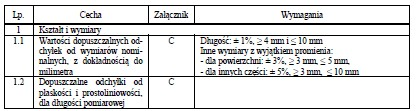 Lp. Cecha Załącznik Wymagania
1 Kształt i wymiary
1.1 Wartości dopuszczalnych od- C Długość: ± 1%, ≥ 4 mm i ≤ 10 mm
chyłek od wymiarów nomi- Inne wymiary z wyjątkiem promienia:
nalnych, z dokładnością do - dla powierzchni: ± 3%, ≥ 3 mm, ≤ 5 mm,
milimetra - dla innych części: ± 5%, ≥ 3 mm, ≤ 10 mm
1.2 Dopuszczalne odchyłki od C
płaskości i prostoliniowości,
dla długości pomiarowej